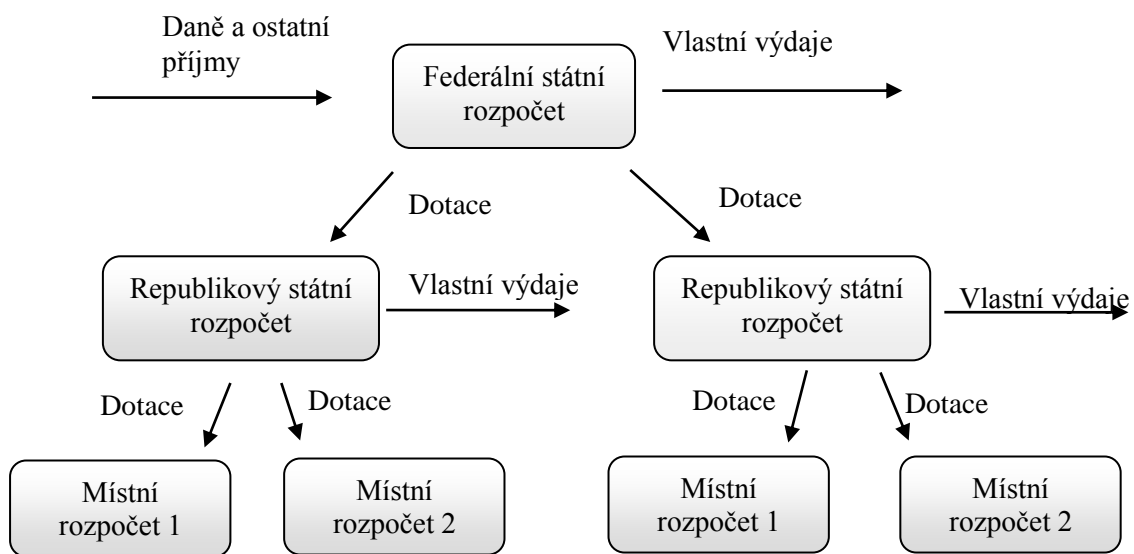 Daně a ostatní
příjmy
Federální státní
rozpočet
Vlastní výdaje
Dotace
Dotace
Republikový státní
rozpočet
Vlastní výdaje
Republikový státní
rozpočet
Vlastní výdaje
Dotace
Dotace
Dotace
Dotace
Místní
rozpočet 1
Místní
rozpočet 2
Místní
rozpočet 1
Místní
rozpočet 2